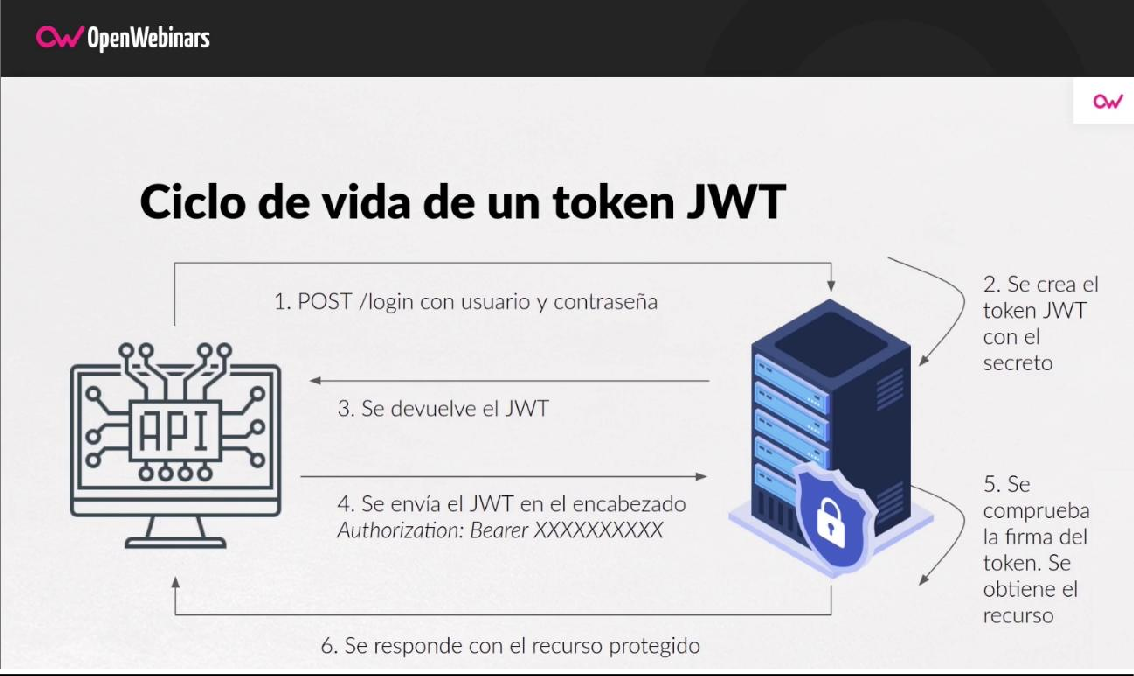 OW OpenWebinars
OW
Ciclo de vida de un token JWT
1. POST /login con usuario y contraseña
2. Se crea el
token JWT
con el
secreto
API
3. Se devuelve el JWT
4. Se envía el JWT en el encabezado
Authorization: Bearer XXXXXXXXXX
5. Se
comprueba
la firma del
token. Se
obtiene el
recurso
6. Se responde con el recurso protegido